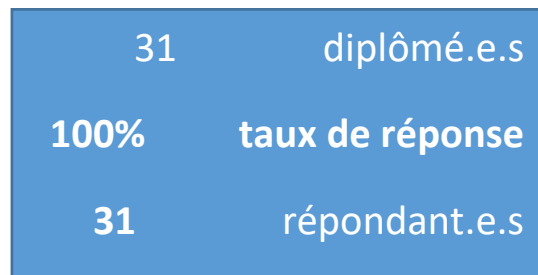 31 diplômé.e.s
100% taux de réponse
31 répondant.e.s